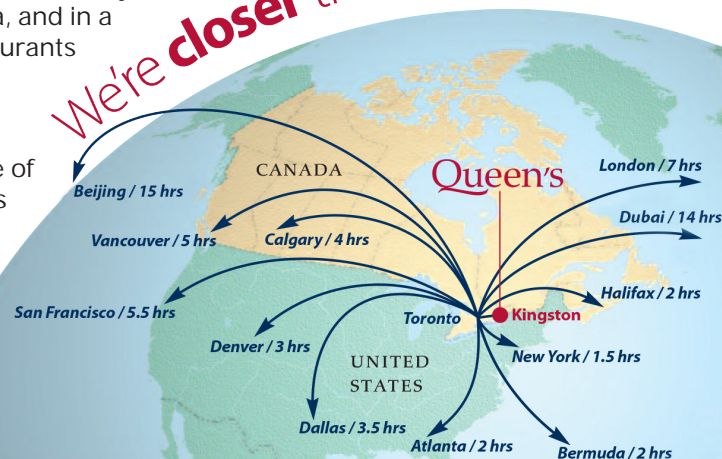 a, and in a
urants
e of
s
We're closer
CANADA
Queen's
London / 7 hrs
Beijing / 15 hrs
Dubai / 14 hrs
Vancouver / 5 hrs
Calgary / 4 hrs
Halifax / 2 hrs
San Francisco / 5.5 hrs
Toronto
Kingston
Denver / 3 hrs
New York / 1.5 hrs
UNITED
STATES
Dallas / 3.5 hrs
Atlanta / 2 hrs
Bermuda / 2 hrs